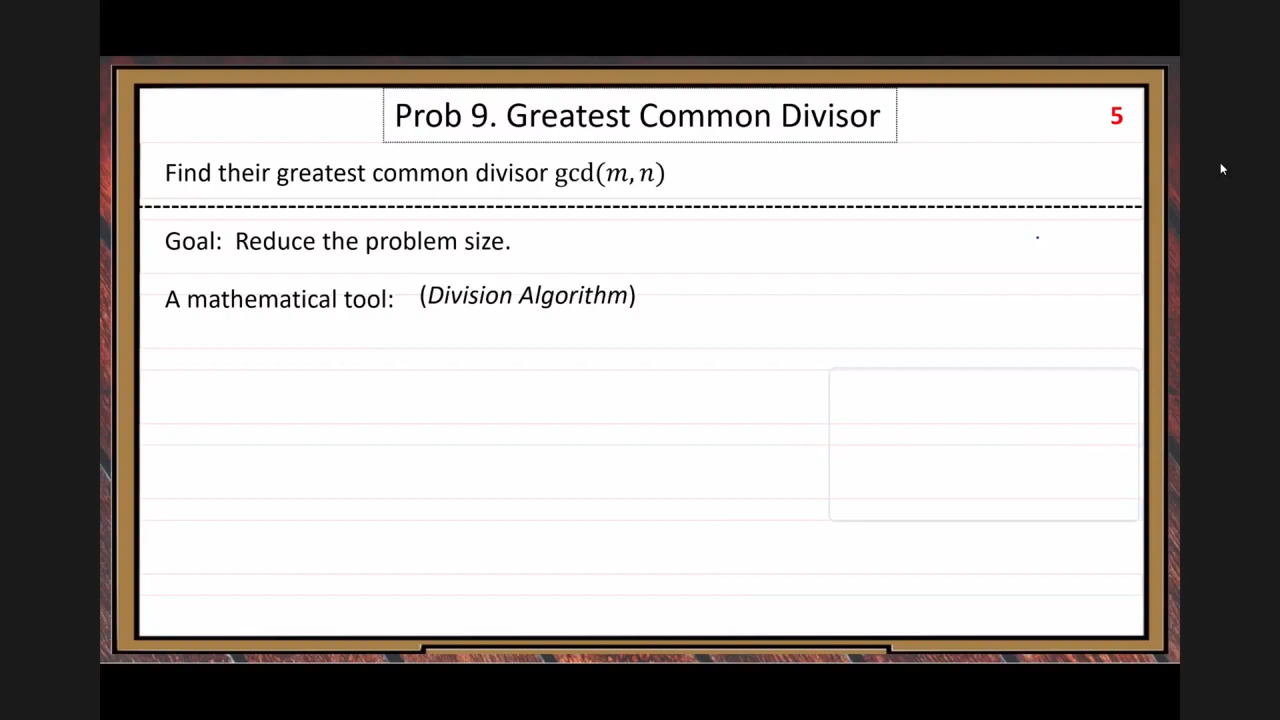 Prob 9. Greatest Common Divisor
5
Find their greatest common divisor gcd(m, n)
Goal: Reduce the problem size.
A mathematical tool: (Division Algorithm)